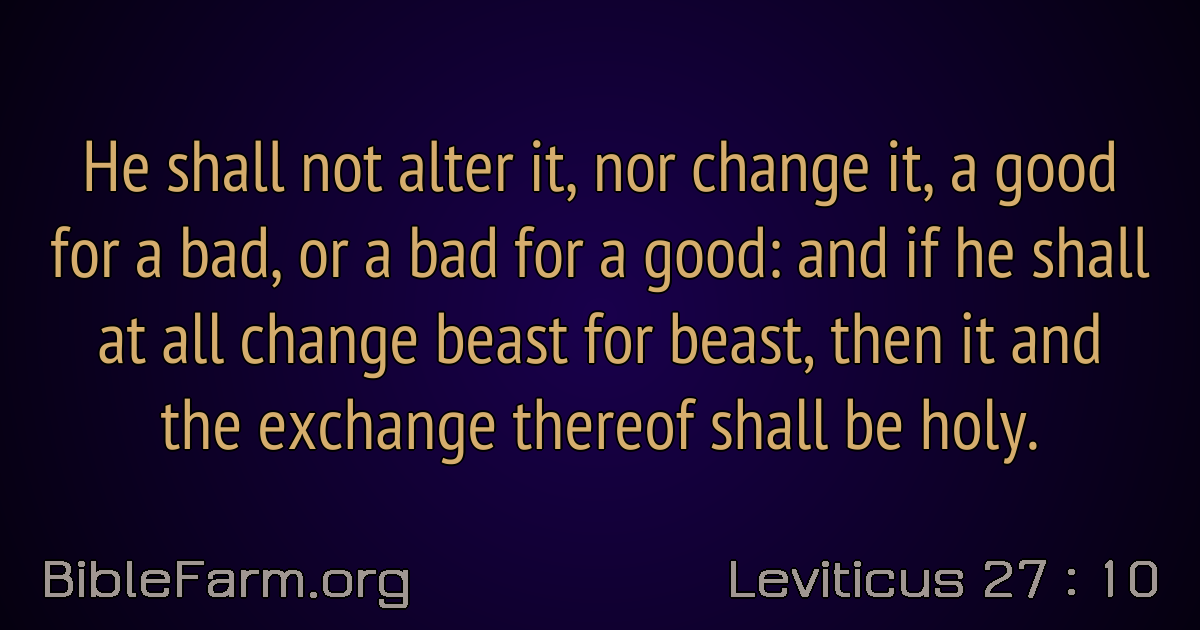 He shall not alter it, nor change it, a good
for a bad, or a bad for a good: and if he shall
at all change beast for beast, then it and
the exchange thereof shall be holy.
BibleFarm.org
Leviticus 27 : 10